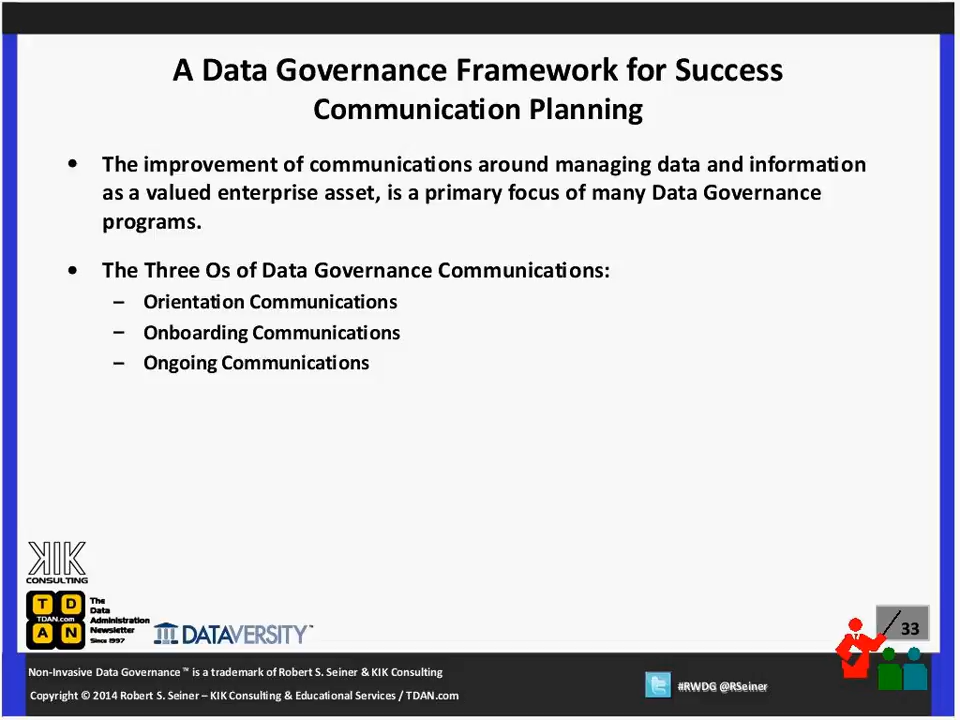 A Data Governance Framework for Success
Communication Planning
• The improvement of communications around managing data and information
as a valued enterprise asset, is a primary focus of many Data Governance
programs.
• The Three Os of Data Governance Communications:
– Orientation Communications
– Onboarding Communications
– Ongoing Communications
KIK
CONSULTING
T D
TDAN.com
A N
The
Data
Administration
Newsletter
Since 1997
DATAVERSITY™
33
Non-Invasive Data Governance™ is a trademark of Robert S. Seiner & KIK Consulting
Copyright © 2014 Robert S. Seiner – KIK Consulting & Educational Services / TDAN.com
#RWDG @RSeiner